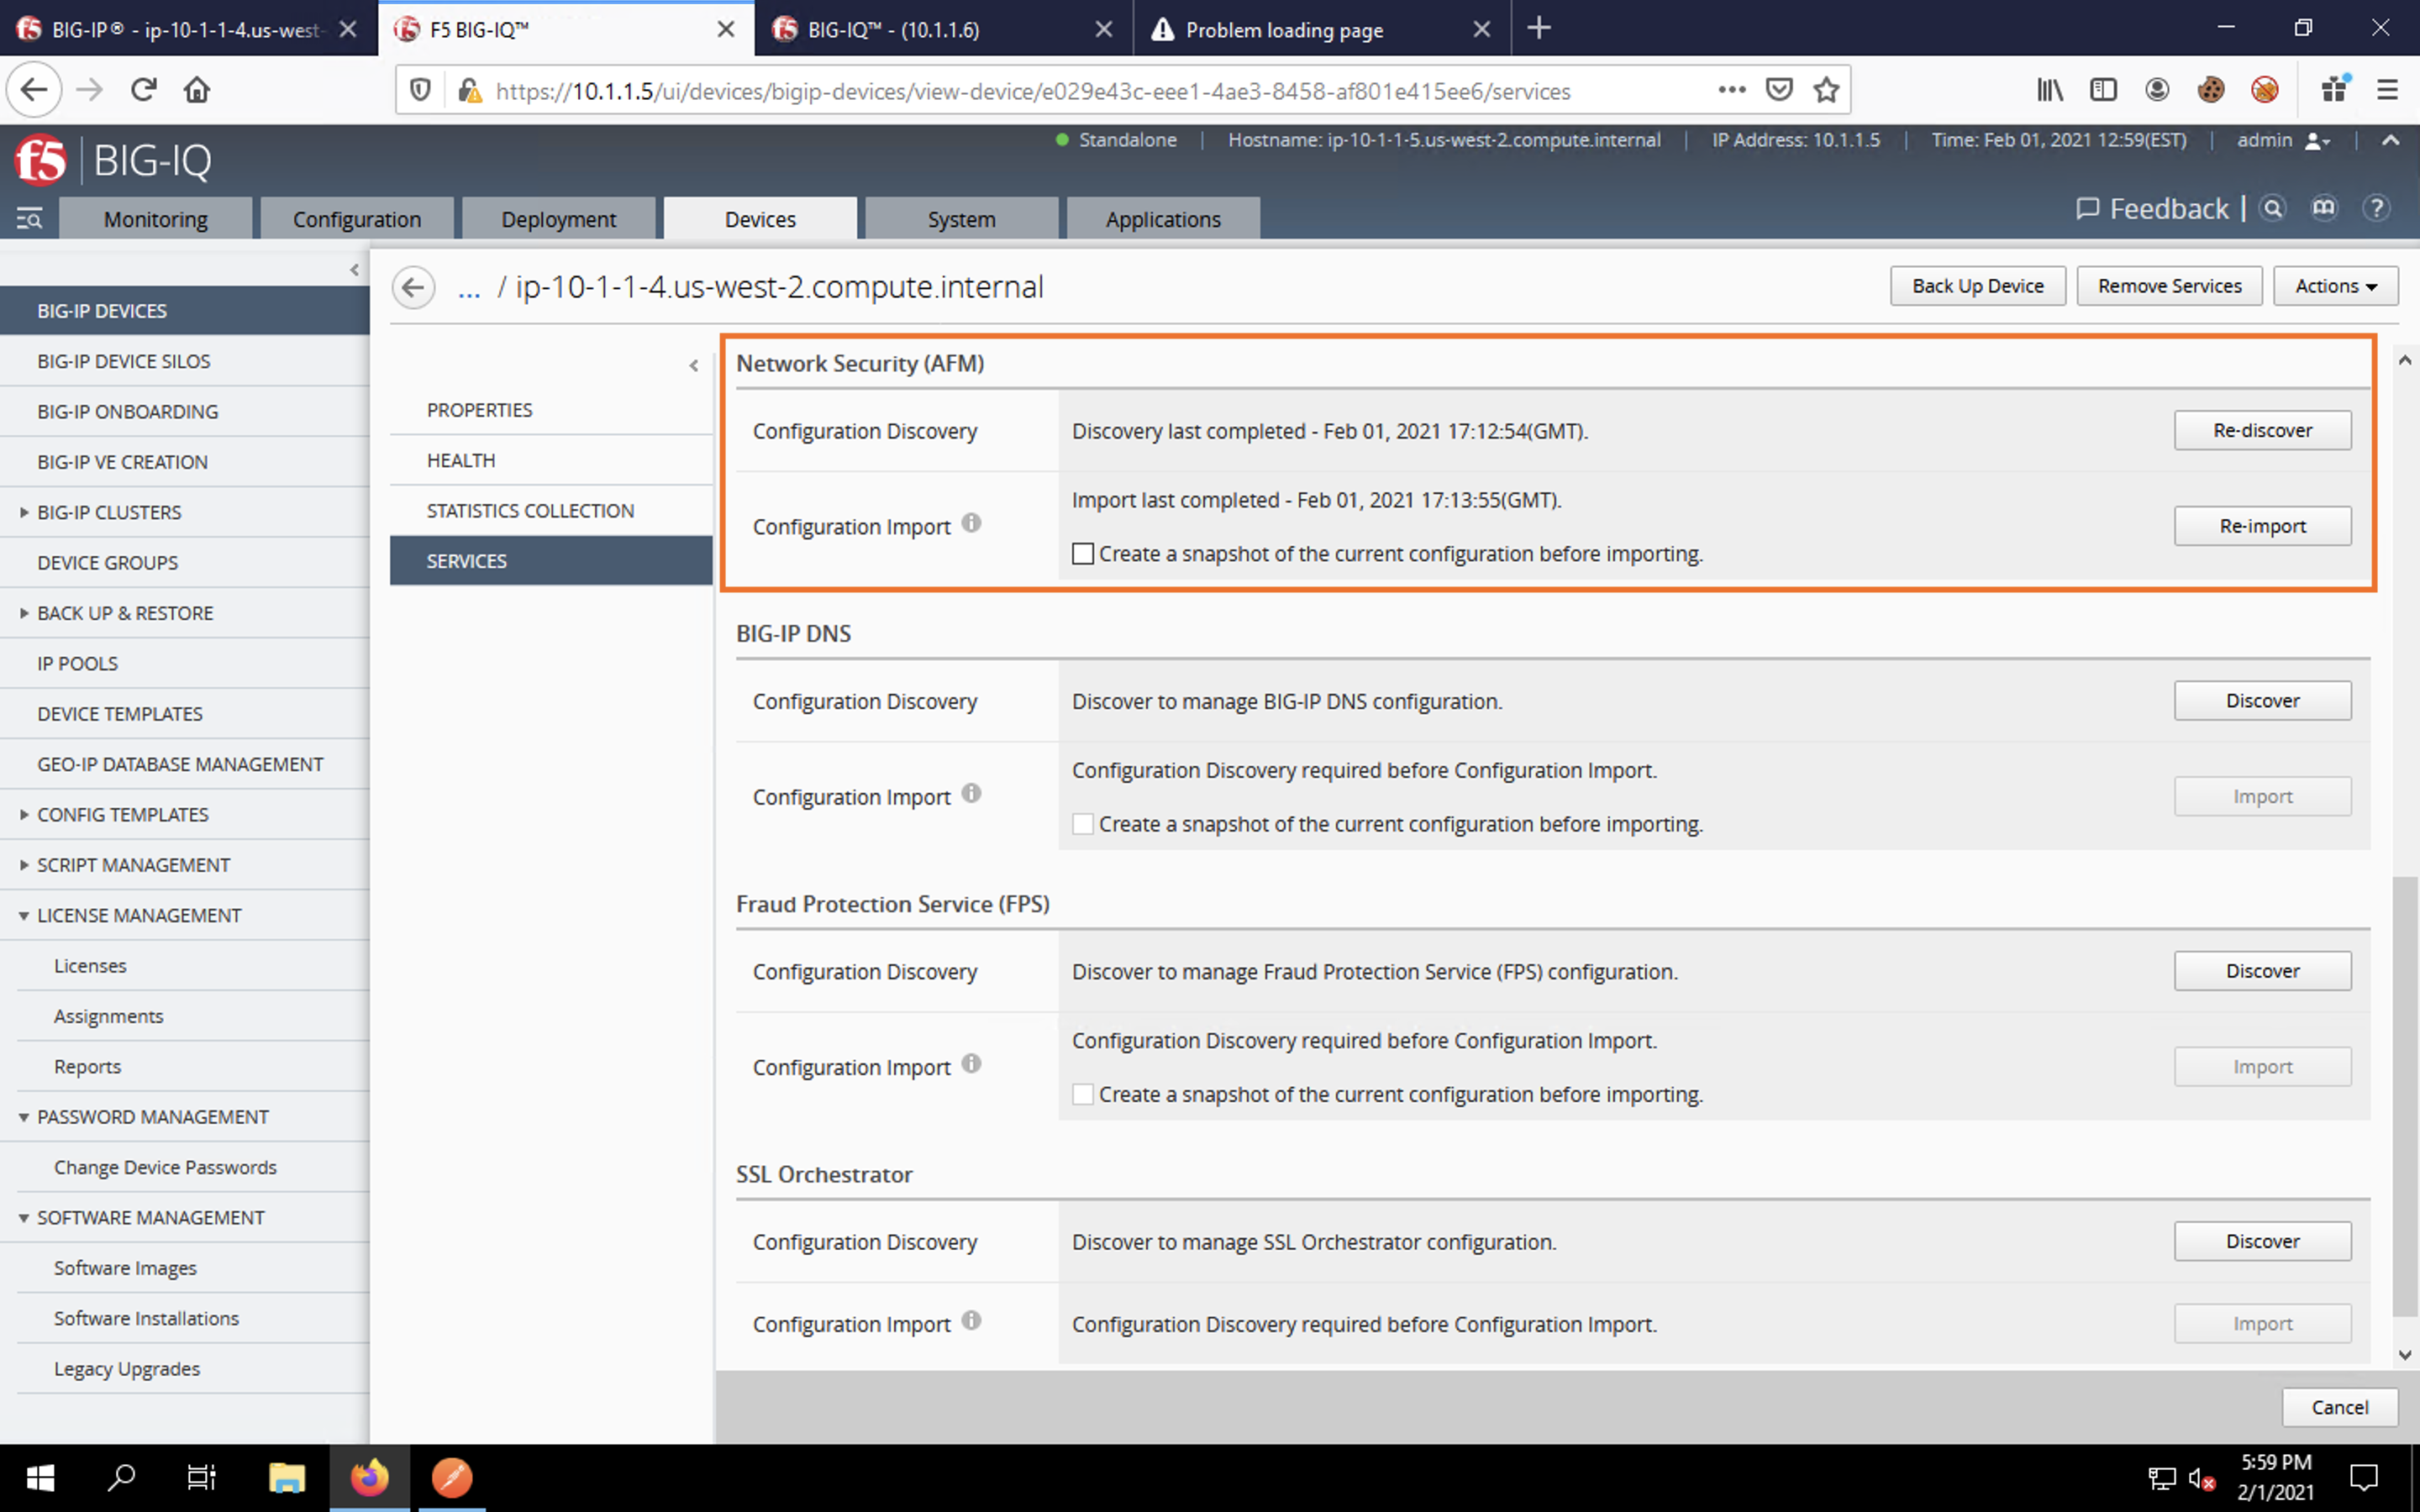 BIG-IP® - ip-10-1-1-4.us-west-
F5 BIG-IQ™
BIG-IQ™ - (10.1.1.6)
Problem loading page
https://10.1.1.5/ui/devices/bigip-devices/view-device/e029e43c-eee1-4ae3-8458-af801e415ee6/services
f5 BIG-IQ
Standalone | Hostname: ip-10-1-1-5.us-west-2.compute.internal | IP Address: 10.1.1.5 | Time: Feb 01, 2021 12:59(EST) | admin
Monitoring
Configuration
Deployment
Devices
System
Applications
Feedback | ?
BIG-IP DEVICES
BIG-IP DEVICE SILOS
BIG-IP ONBOARDING
BIG-IP VE CREATION
BIG-IP CLUSTERS
DEVICE GROUPS
BACK UP & RESTORE
IP POOLS
DEVICE TEMPLATES
GEO-IP DATABASE MANAGEMENT
CONFIG TEMPLATES
SCRIPT MANAGEMENT
LICENSE MANAGEMENT
Licenses
Assignments
Reports
PASSWORD MANAGEMENT
Change Device Passwords
SOFTWARE MANAGEMENT
Software Images
Software Installations
Legacy Upgrades
... / ip-10-1-1-4.us-west-2.compute.internal
Back Up Device
Remove Services
Actions
PROPERTIES
HEALTH
STATISTICS COLLECTION
SERVICES
Network Security (AFM)
Configuration Discovery
Discovery last completed - Feb 01, 2021 17:12:54(GMT).
Re-discover
Configuration Import
Import last completed - Feb 01, 2021 17:13:55(GMT).
Create a snapshot of the current configuration before importing.
Re-import
BIG-IP DNS
Configuration Discovery
Discover to manage BIG-IP DNS configuration.
Discover
Configuration Import
Configuration Discovery required before Configuration Import.
Create a snapshot of the current configuration before importing.
Import
Fraud Protection Service (FPS)
Configuration Discovery
Discover to manage Fraud Protection Service (FPS) configuration.
Discover
Configuration Import
Configuration Discovery required before Configuration Import.
Create a snapshot of the current configuration before importing.
Import
SSL Orchestrator
Configuration Discovery
Discover to manage SSL Orchestrator configuration.
Discover
Configuration Import
Configuration Discovery required before Configuration Import.
Import
Cancel
5:59 PM
2/1/2021